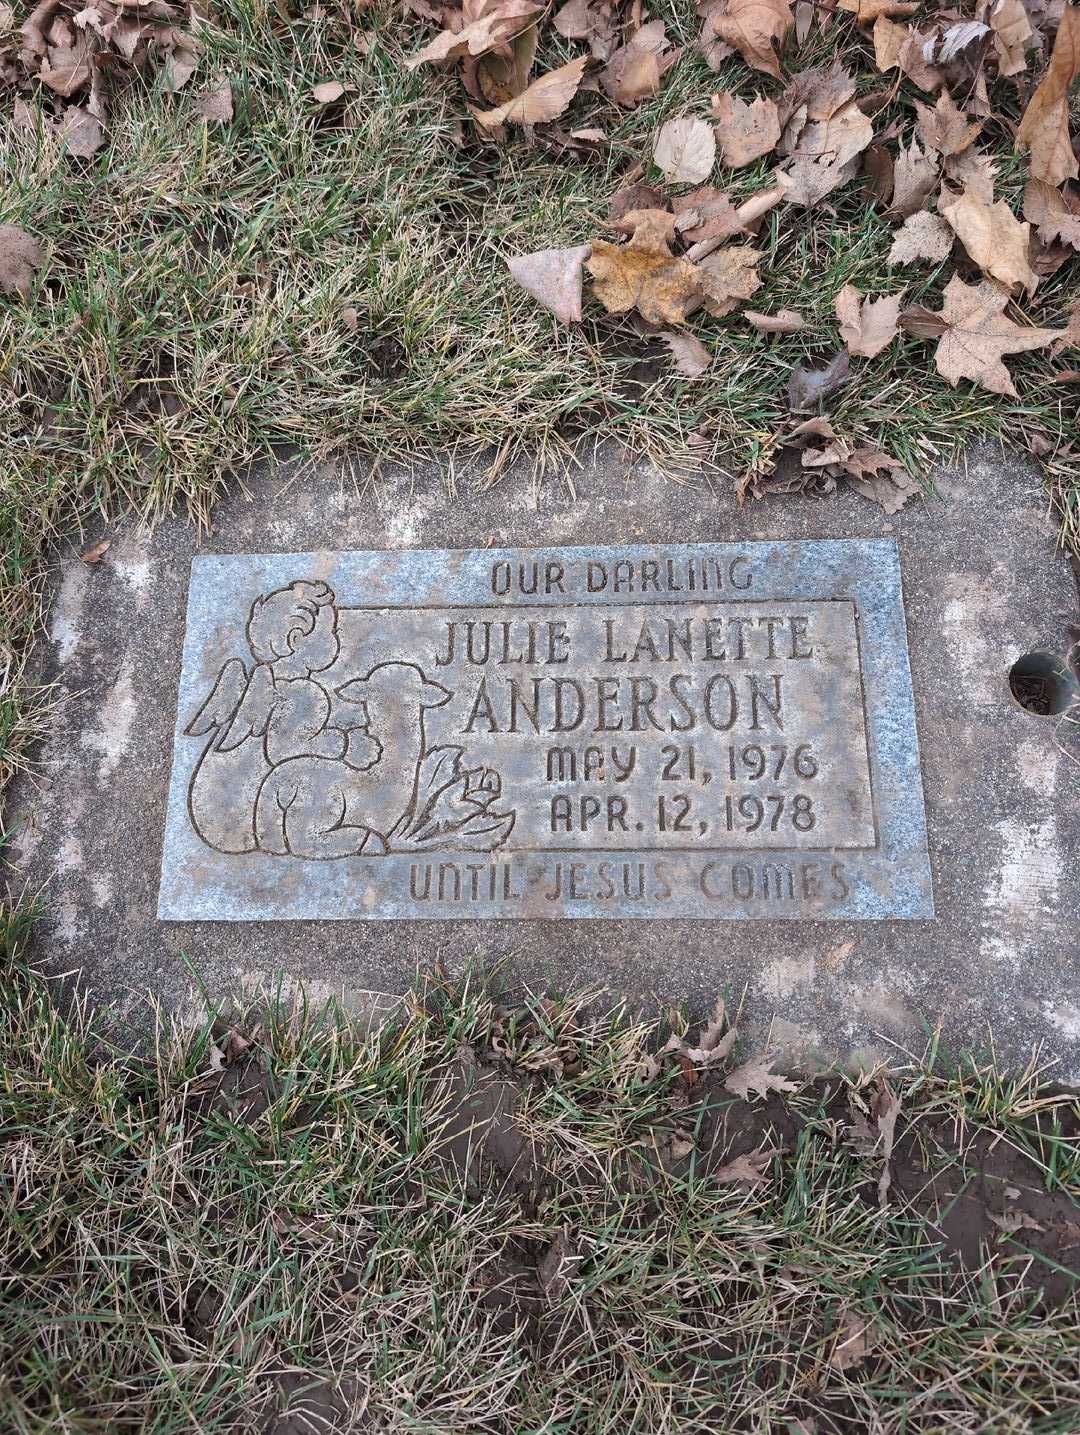 OUR DARLING
JULIE LANETTE
ANDERSON
MAY 21, 1976
APR. 12, 1978
UNTIL JESUS COMES